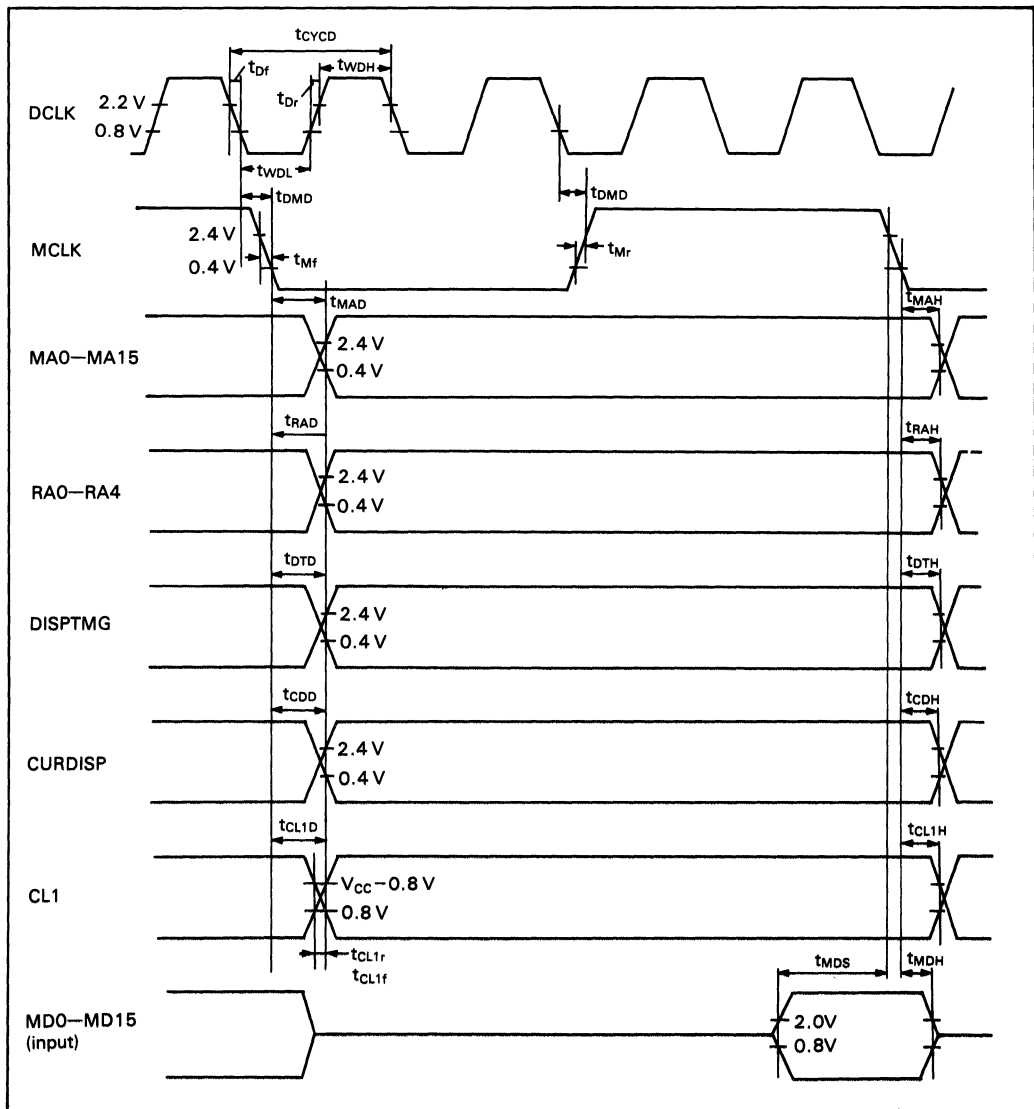 tCYCD
tDf
tWDH
tDr
DCLK
2.2 V
0.8 V
tWDL
tDMD
tDMD
MCLK
2.4 V
0.4 V
tMf
tMr
tMAD
tMAH
MA0—MA15
2.4 V
0.4 V
tRAD
tRAH
RA0—RA4
2.4 V
0.4 V
tDTD
tDTH
DISPTMG
2.4 V
0.4 V
tCDD
tCDH
CURDISP
2.4 V
0.4 V
tCL1D
tCL1H
CL1
VCC−0.8 V
0.8 V
tCL1r
tCL1f
tMDS
tMDH
MD0—MD15
(input)
2.0V
0.8V